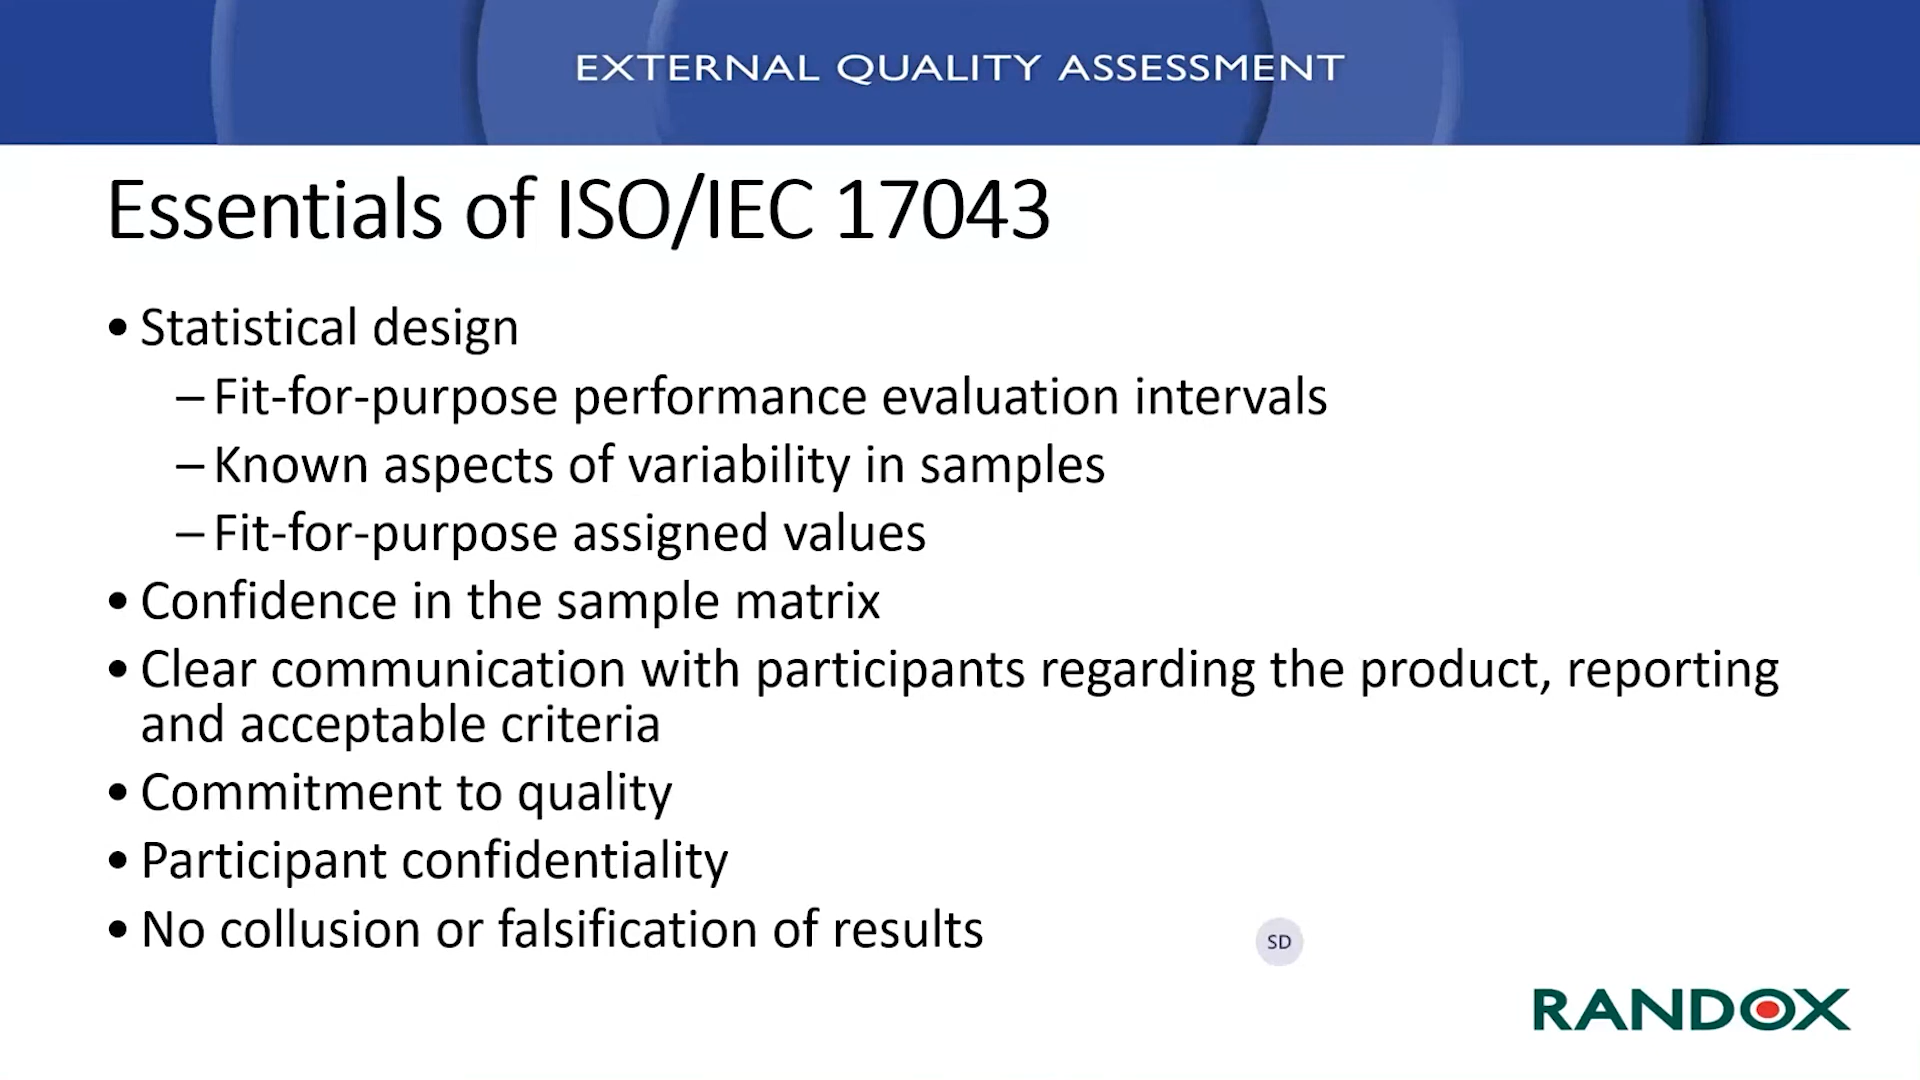 EXTERNAL QUALITY ASSESSMENT
Essentials of ISO/IEC 17043
• Statistical design
– Fit-for-purpose performance evaluation intervals
– Known aspects of variability in samples
– Fit-for-purpose assigned values
• Confidence in the sample matrix
• Clear communication with participants regarding the product, reporting
and acceptable criteria
• Commitment to quality
• Participant confidentiality
• No collusion or falsification of results
SD
RANDOX